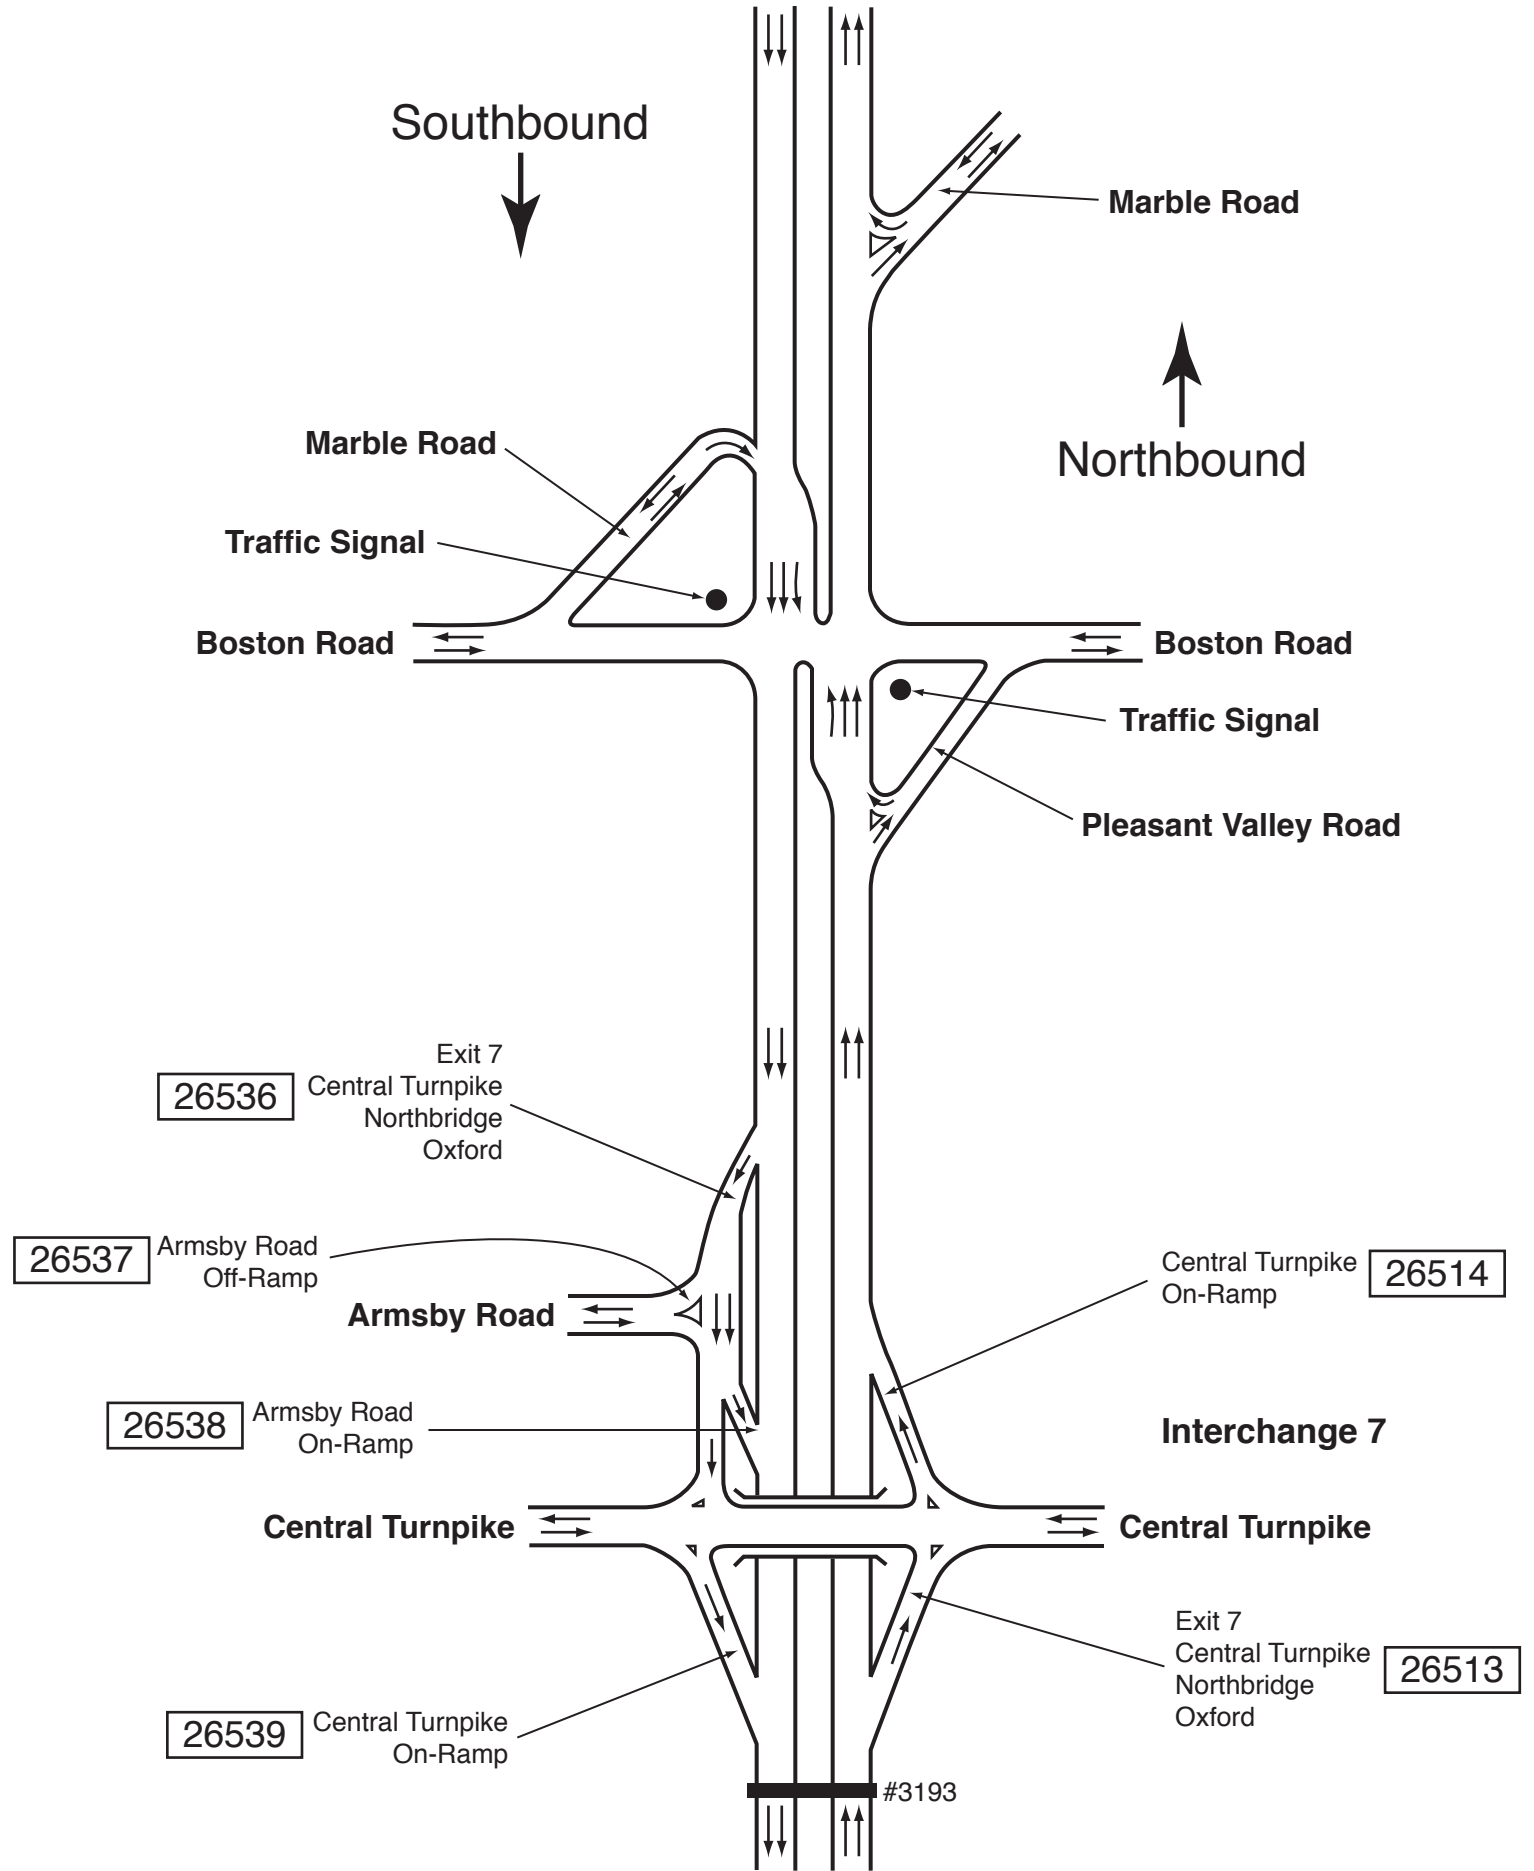 Southbound
Marble Road
Northbound
Marble Road
Traffic Signal
Boston Road
Boston Road
Traffic Signal
Pleasant Valley Road
Exit 7
26536
Central Turnpike
Northbridge
Oxford
26537
Armsby Road
Off-Ramp
Central Turnpike
On-Ramp
26514
Armsby Road
26538
Armsby Road
On-Ramp
Interchange 7
Central Turnpike
Central Turnpike
Exit 7
Central Turnpike
Northbridge
Oxford
26513
26539
Central Turnpike
On-Ramp
#3193